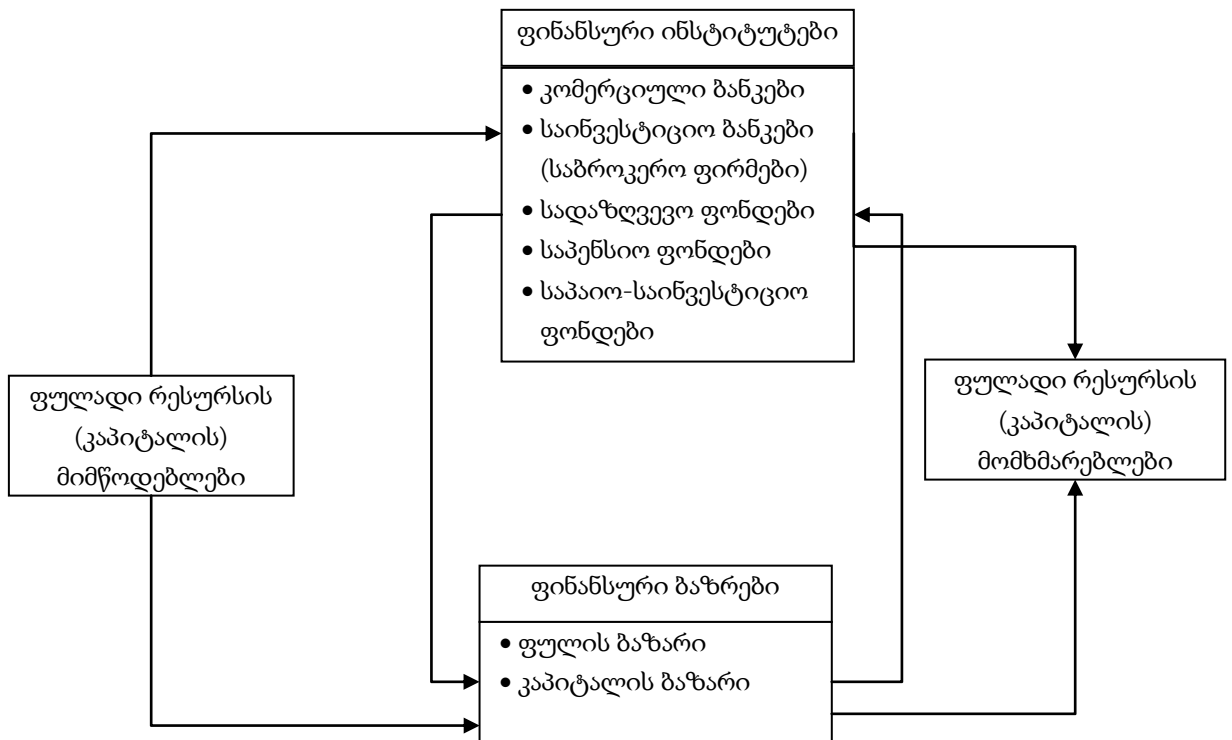 ფინანსური ინსტიტუტები
• კომერციული ბანკები
• საინვესტიციო ბანკები
(საბროკერო ფირმები)
• სადაზღვევო ფონდები
• საპენსიო ფონდები
• საპაიო-საინვესტიციო
ფონდები
ფულადი რესურსის
(კაპიტალის)
მიმწოდებლები
ფულადი რესურსის
(კაპიტალის)
მომხმარებლები
ფინანსური ბაზრები
• ფულის ბაზარი
• კაპიტალის ბაზარი